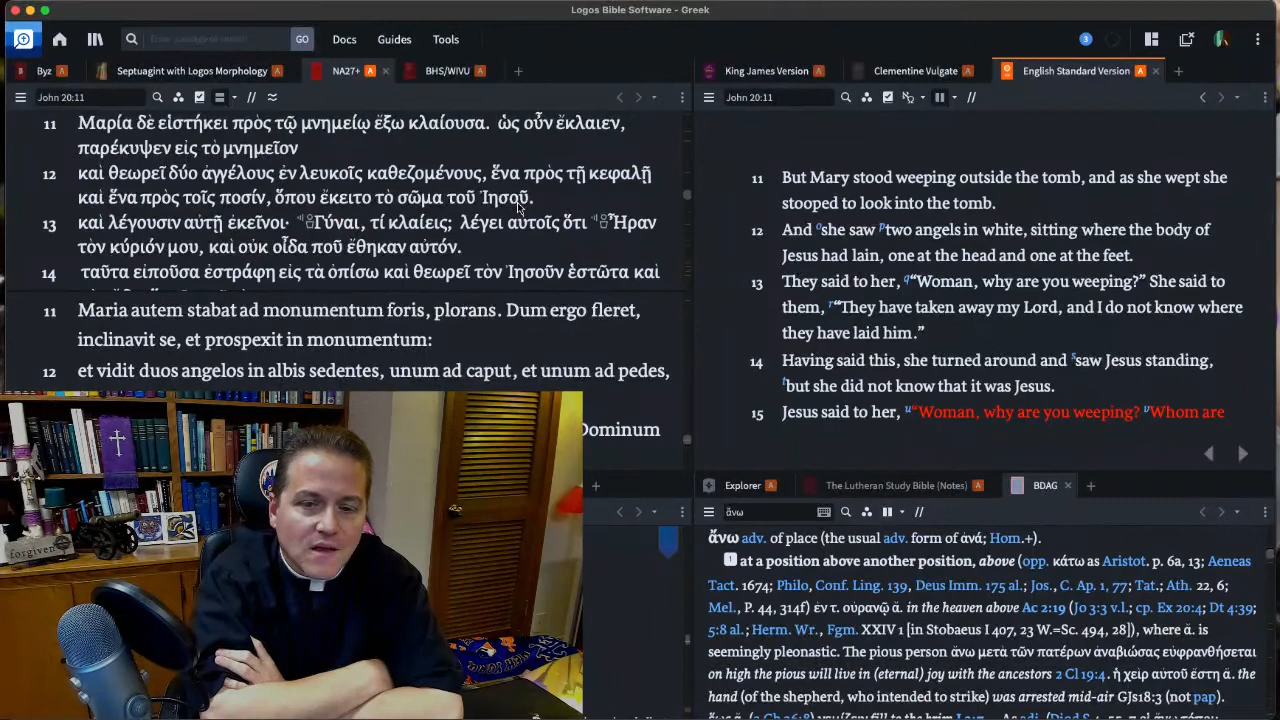 Logos Bible Software - Greek
GO
Docs
Guides
Tools
3
Byz A
Septuagint with Logos Morphology A
NA27+ A
BHS/WIVU A
John 20:11
11 Μαρία δὲ εἱστήκει πρὸς τῷ μνημείῳ ἔξω κλαίουσα. ὡς οὖν ἔκλαιεν,
παρέκυψεν εἰς τὸ μνημεῖον
12 καὶ θεωρεῖ δύο ἀγγέλους ἐν λευκοῖς καθεζομένους, ἕνα πρὸς τῇ κεφαλῇ
καὶ ἕνα πρὸς τοῖς ποσίν, ὅπου ἔκειτο τὸ σῶμα τοῦ Ἰησοῦ.
13 καὶ λέγουσιν αὐτῇ ἐκεῖνοι· Γύναι, τί κλαίεις; λέγει αὐτοῖς ὅτι Ἦραν
τὸν κύριόν μου, καὶ οὐκ οἶδα ποῦ ἔθηκαν αὐτόν.
14 ταῦτα εἰποῦσα ἐστράφη εἰς τὰ ὀπίσω καὶ θεωρεῖ τὸν Ἰησοῦν ἑστῶτα καὶ
11 Maria autem stabat ad monumentum foris, plorans. Dum ergo fleret,
inclinavit se, et prospexit in monumentum:
12 et vidit duos angelos in albis sedentes, unum ad caput, et unum ad pedes,
Dominum
forgiven
King James Version A
Clementine Vulgate A
English Standard Version A
John 20:11
11 But Mary stood weeping outside the tomb, and as she wept she
stooped to look into the tomb.
12 And o she saw p two angels in white, sitting where the body of
Jesus had lain, one at the head and one at the feet.
13 They said to her, q “Woman, why are you weeping?” She said to
them, r “They have taken away my Lord, and I do not know where
they have laid him.”
14 Having said this, she turned around and s saw Jesus standing,
t but she did not know that it was Jesus.
15 Jesus said to her, u “Woman, why are you weeping? v Whom are
Explorer A
The Lutheran Study Bible (Notes) A
BDAG
ἄνω
ἄνω adv. of place (the usual adv. form of ἀνά; Hom.+).
1 at a position above another position, above (opp. κάτω as Aristot. p. 6a, 13; Aeneas
Tact. 1674; Philo, Conf. Ling. 139, Deus Imm. 175 al.; Jos., C. Ap. 1, 77; Tat.; Ath. 22, 6;
Mel., P. 44, 314f) ἐν τ. οὐρανῷ ἄ. in the heaven above Ac 2:19 (Jo 3:3 v.l.; cp. Ex 20:4; Dt 4:39;
5:8 al.; Herm. Wr., Fgm. XXIV 1 [in Stobaeus I 407, 23 W.=Sc. 494, 28]), where ἄ. is
seemingly pleonastic. The pious person ἄνω μετὰ τῶν πατέρων ἀναβιώσας εὐφρανθήσεται
on high the pious will live in (eternal) joy with the ancestors 2 Cl 19:4. ἡ χεὶρ αὐτοῦ ἔστη ἄ. the
hand (of the shepherd, who intended to strike) was arrested mid-air GJs18:3 (not pap).